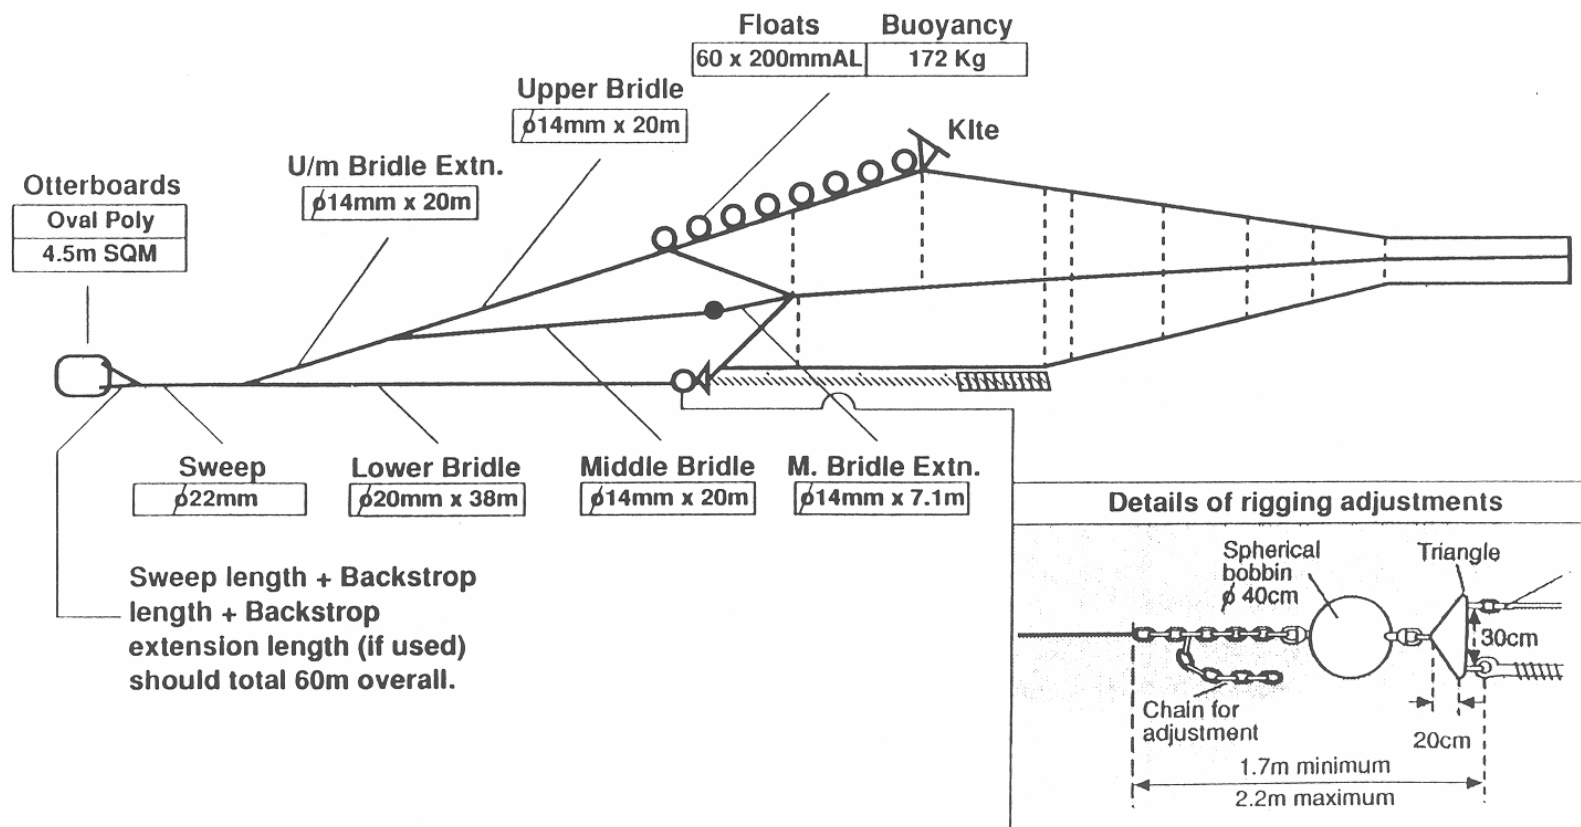 Floats Buoyancy
60 x 200mmAL 172 Kg
Upper Bridle
ϕ14mm x 20m
KIte
U/m Bridle Extn.
ϕ14mm x 20m
Otterboards
Oval Poly
4.5m SQM
Sweep
ϕ22mm
Lower Bridle
ϕ20mm x 38m
Middle Bridle
ϕ14mm x 20m
M. Bridle Extn.
ϕ14mm x 7.1m
Sweep length + Backstrop
length + Backstrop
extension length (if used)
should total 60m overall.
Details of rigging adjustments
Spherical
bobbin
ϕ 40cm
Triangle
30cm
Chain for
adjustment
20cm
1.7m minimum
2.2m maximum